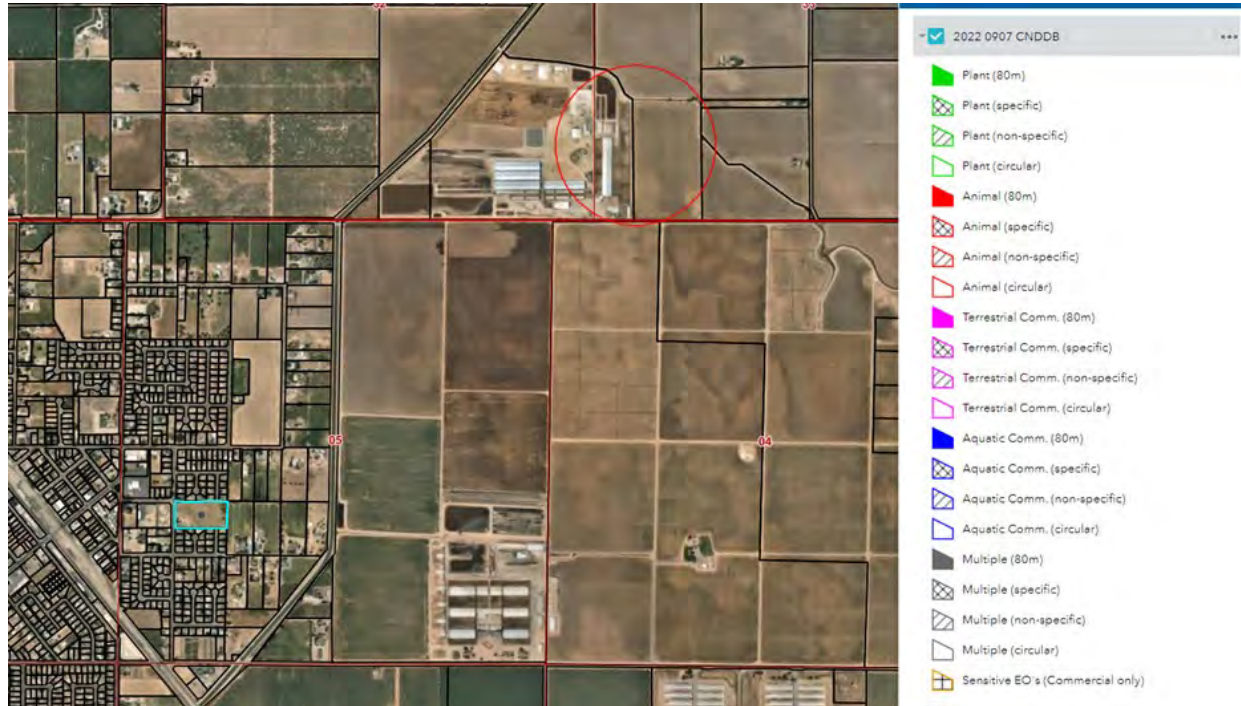 33
05
04
2022 0907 CNDDB
Plant (80m)
Plant (specific)
Plant (non-specific)
Plant (circular)
Animal (80m)
Animal (specific)
Animal (non-specific)
Animal (circular)
Terrestrial Comm. (80m)
Terrestrial Comm. (specific)
Terrestrial Comm. (non-specific)
Terrestrial Comm. (circular)
Aquatic Comm. (80m)
Aquatic Comm. (specific)
Aquatic Comm. (non-specific)
Aquatic Comm. (circular)
Multiple (80m)
Multiple (specific)
Multiple (non-specific)
Multiple (circular)
Sensitive EO's (Commercial only)